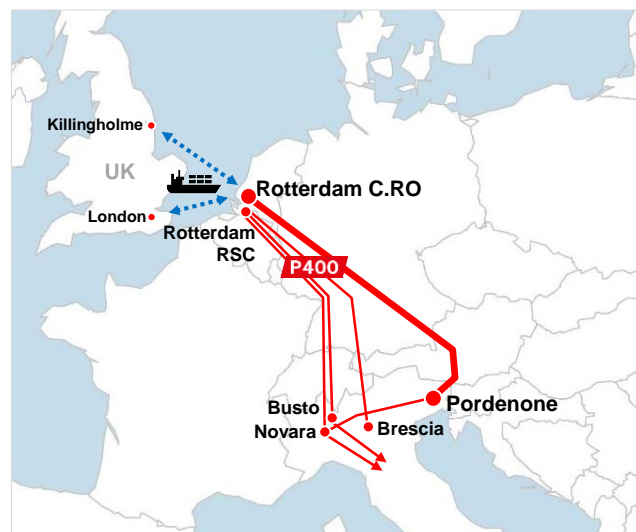 Killingholme
UK
London
Rotterdam C.RO
Rotterdam
RSC
P400
Busto
Novara
Brescia
Pordenone